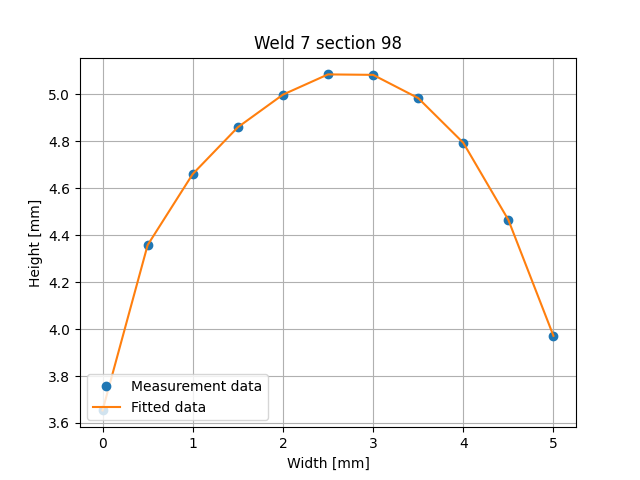 Weld 7 section 98
Height [mm]
5.0
4.8
4.6
4.4
4.2
4.0
3.8
3.6
Measurement data
Fitted data
0 1 2 3 4 5
Width [mm]